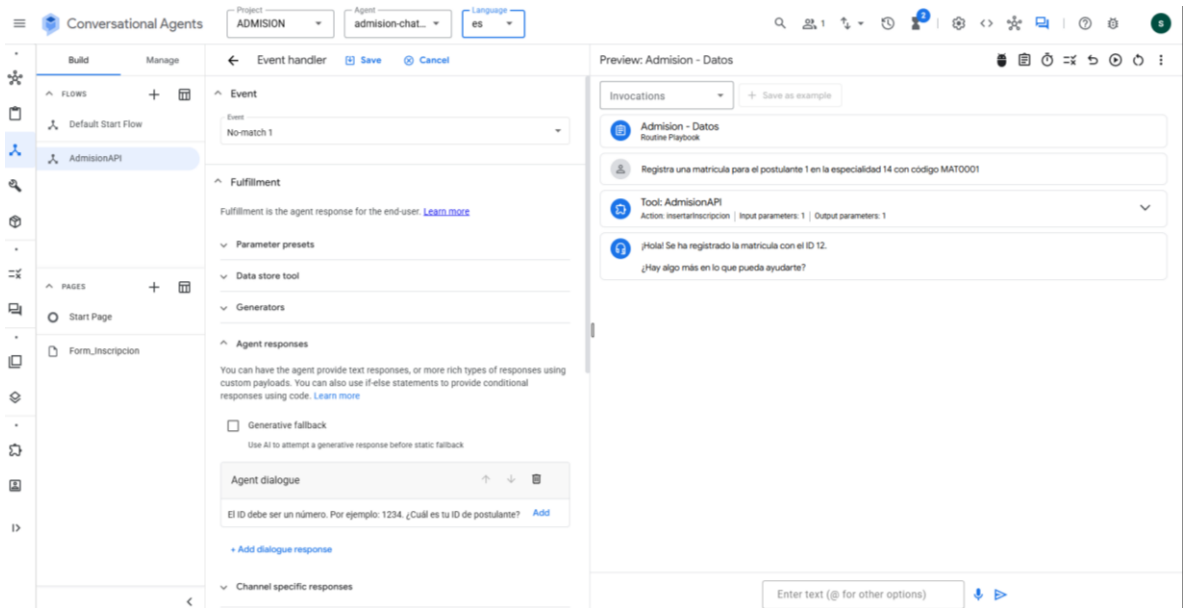 Conversational Agents
Project
ADMISION
Agent
admision-chat...
Language
es
1
2
S
Build
Manage
FLOWS
Default Start Flow
AdmisionAPI
PAGES
Start Page
Form_Inscripcion
Event handler
Save
Cancel
Event
Event
No-match 1
Fulfillment
Fulfillment is the agent response for the end-user. Learn more
Parameter presets
Data store tool
Generators
Agent responses
You can have the agent provide text responses, or more rich types of responses using
custom payloads. You can also use if-else statements to provide conditional
responses using code. Learn more
Generative fallback
Use AI to attempt a generative response before static fallback
Agent dialogue
El ID debe ser un número. Por ejemplo: 1234. ¿Cuál es tu ID de postulante?
Add
+ Add dialogue response
Channel specific responses
Preview: Admision - Datos
Invocations
+ Save as example
Admision - Datos
Routine Playbook
Registra una matricula para el postulante 1 en la especialidad 14 con código MAT0001
Tool: AdmisionAPI
Action: insertarInscripcion | Input parameters: 1 | Output parameters: 1
¡Hola! Se ha registrado la matricula con el ID 12.
¿Hay algo más en lo que pueda ayudarte?
Enter text (@ for other options)